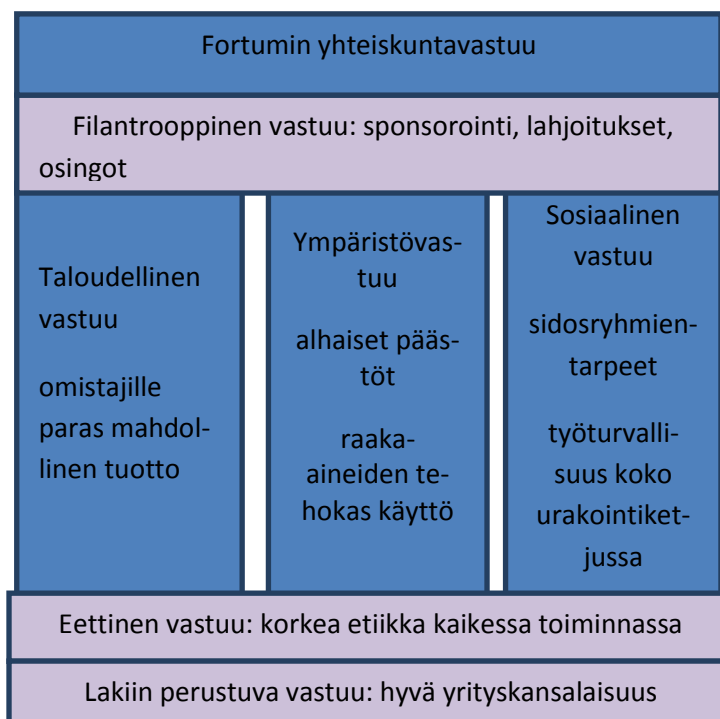 Fortumin yhteiskuntavastuu
Filantrooppinen vastuu: sponsorointi, lahjoitukset,
osingot
Taloudellinen
vastuu
omistajille
paras mahdol-
linen tuotto
Ympäristövas-
tuu
alhaiset pääs-
töt
raaka-
aineiden te-
hokas käyttö
Sosiaalinen
vastuu
sidosryhmien-
tarpeet
työturvalli-
suus koko
urakointiket-
jussa
Eettinen vastuu: korkea etiikka kaikessa toiminnassa
Lakiin perustuva vastuu: hyvä yrityskansalaisuus